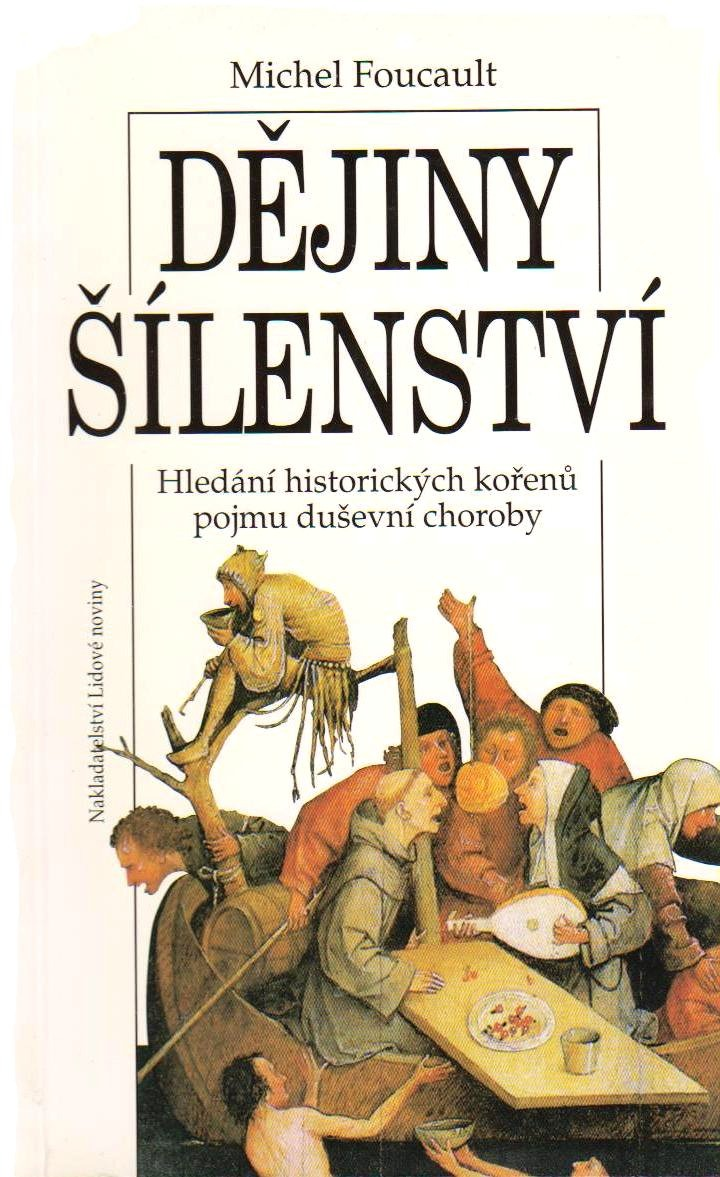 Michel Foucault
DĚJINY
ŠÍLENSTVÍ
Hledání historických kořenů
pojmu duševní choroby
Nakladatelství Lidové noviny